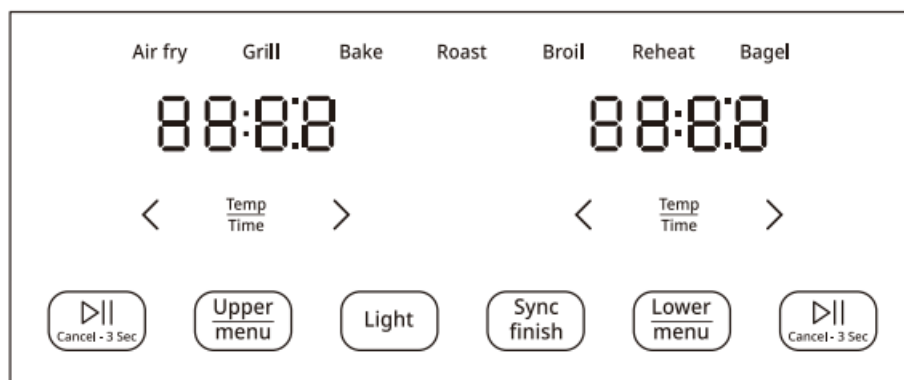 Air fry Grill Bake Roast Broil Reheat Bagel
88:8:8 88:8:8
< Temp > < Temp >
Time Time
Upper Sync Lower
menu Light finish menu
Cancel - 3 Sec Cancel - 3 Sec